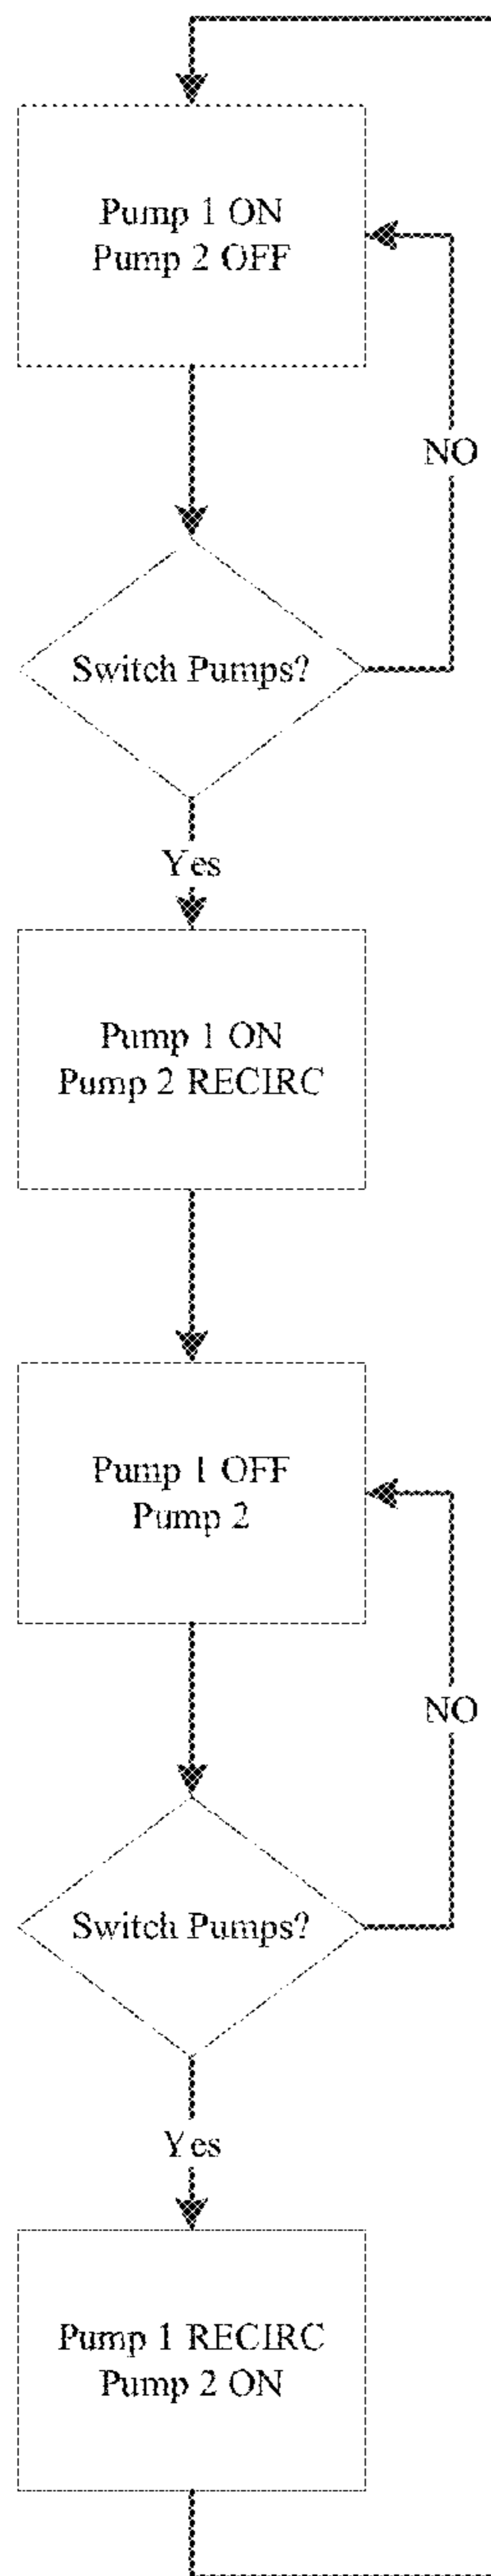 Pump 1 ON
Pump 2 OFF
NO
Switch Pumps?
Yes
Pump 1 ON
Pump 2 RECIRC
Pump 1 OFF
Pump 2
NO
Switch Pumps?
Yes
Pump 1 RECIRC
Pump 2 ON